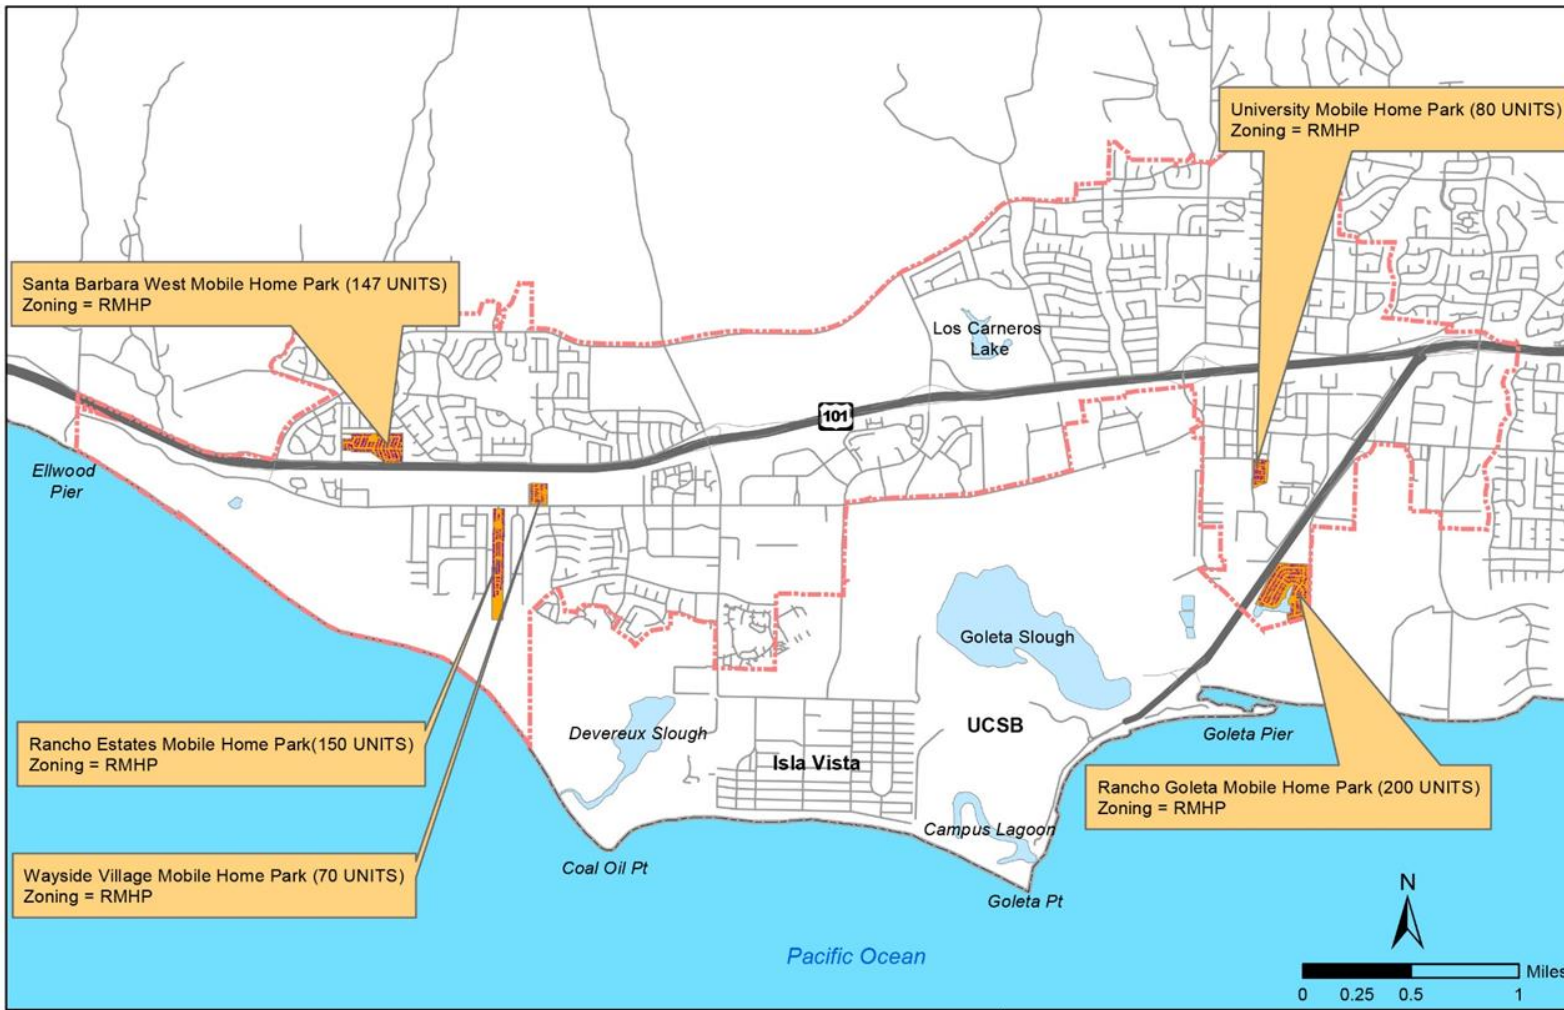 University Mobile Home Park (80 UNITS)
Zoning = RMHP
Santa Barbara West Mobile Home Park (147 UNITS)
Zoning = RMHP
Los Carneros
Lake
101
Ellwood
Pier
Goleta Slough
Rancho Estates Mobile Home Park(150 UNITS)
Zoning = RMHP
Devereux Slough
UCSB
Goleta Pier
Isla Vista
Rancho Goleta Mobile Home Park (200 UNITS)
Zoning = RMHP
Campus Lagoon
Wayside Village Mobile Home Park (70 UNITS)
Zoning = RMHP
Coal Oil Pt
Goleta Pt
N
Pacific Ocean
Miles
0 0.25 0.5 1